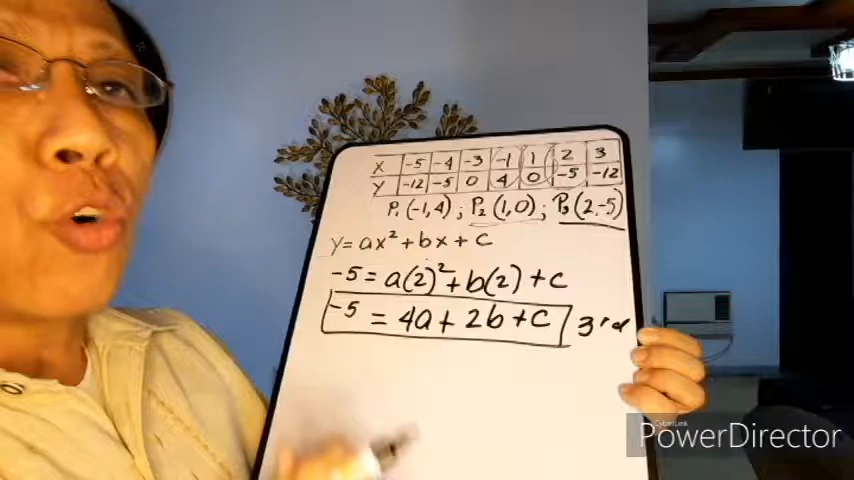 X -5 -4 -3 -1 1 2 3
Y -12 -5 0 4 0 -5 -12
P₁(-1,4); P₂(1,0); P₃(2,-5)
y=ax²+bx+c
-5=a(2)²+b(2)+c
-5 = 4a+2b+c 3rd
CyberLink
PowerDirector